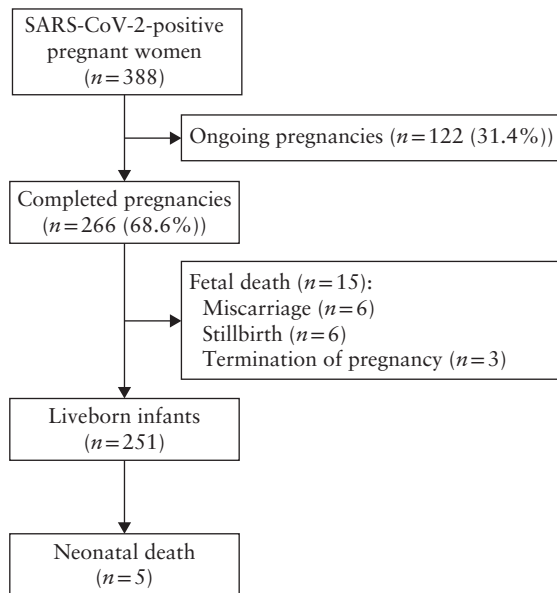 SARS-CoV-2-positive
pregnant women
(n=388)
Ongoing pregnancies (n=122 (31.4%))
Completed pregnancies
(n=266 (68.6%))
Fetal death (n=15):
Miscarriage (n=6)
Stillbirth (n=6)
Termination of pregnancy (n=3)
Liveborn infants
(n=251)
Neonatal death
(n=5)